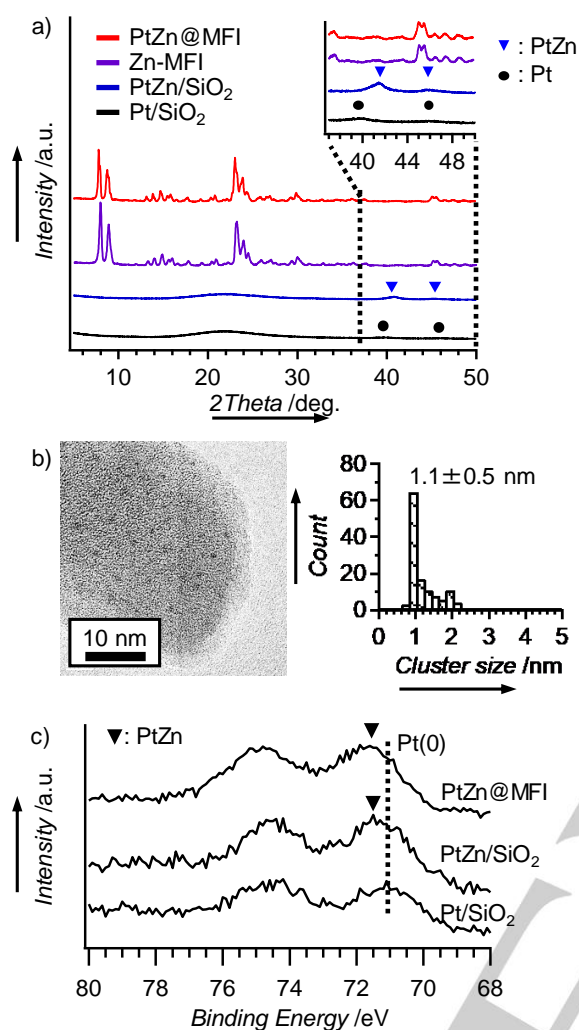 a)
PtZn@MFI
Zn-MFI
PtZn/SiO₂
Pt/SiO₂
▼: PtZn
●: Pt
40 44 48
Intensity /a.u.
10 20 30 40 50
2Theta /deg.
b)
10 nm
80
60
40
20
0
Count
1.1±0.5 nm
0 1 2 3 4 5
Cluster size /nm
c)
▼: PtZn
Pt(0)
PtZn@MFI
PtZn/SiO₂
Pt/SiO₂
Intensity /a.u.
80 78 76 74 72 70 68
Binding Energy /eV